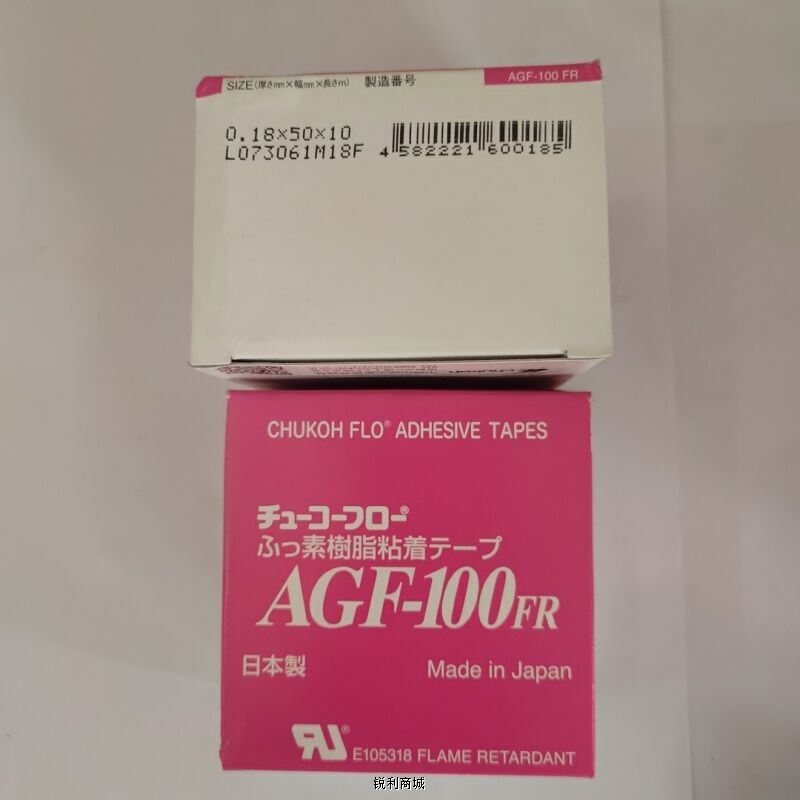 SIZE(厚さmm×幅mm×長さm) 製造番号 AGF-100 FR
0.18×50×10
L073061M18F 4 582221 600185
CHUKOH FLO® ADHESIVE TAPES
チューコーフロー®
ふっ素樹脂粘着テープ
AGF-100FR
日本製 Made in Japan
RU® E105318 FLAME RETARDANT
锐利商城